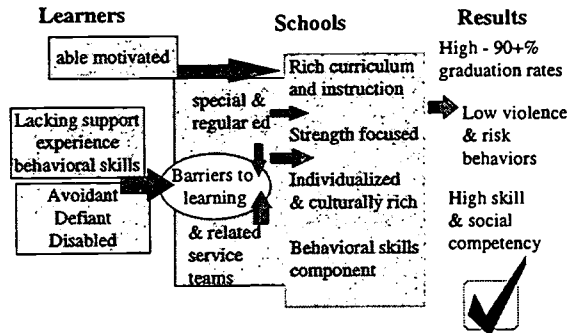 Learners
Schools
Results
able motivated
Lacking support
experience
behavioral skills
Avoidant
Defiant
Disabled
special &
regular ed
Barriers to
learning
& related
service
teams
Rich curriculum
and instruction
Strength focused
Individualized
& culturally rich
Behavioral skills
component
High - 90+%
graduation rates
Low violence
& risk
behaviors
High skill
& social
competency